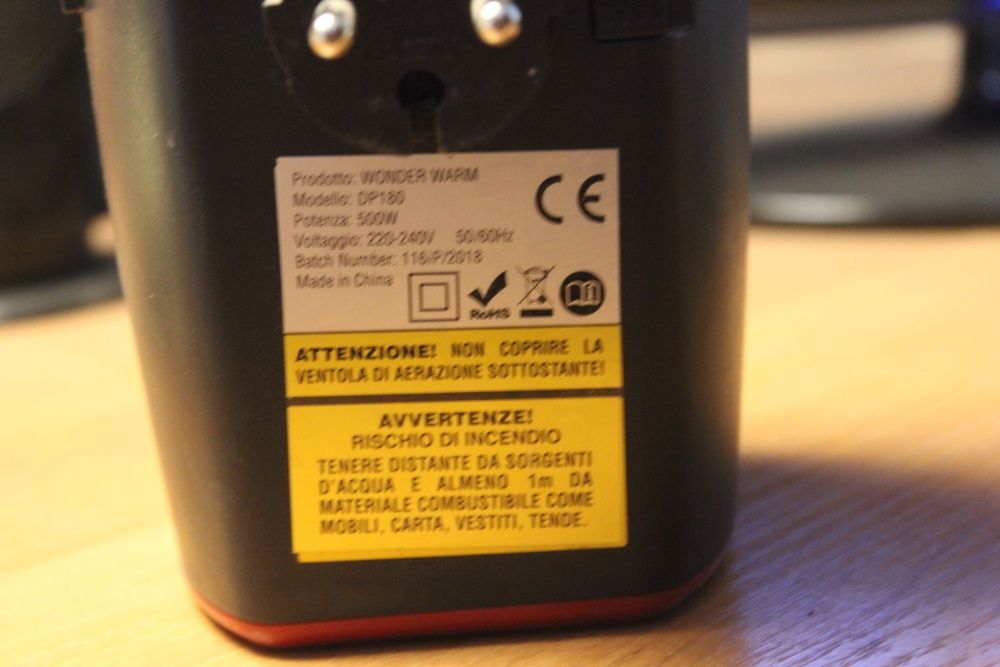 Prodotto: WONDER WARM
Modello: DP180
Potenza: 500W
Voltaggio: 220-240V 50/60Hz
Batch Number: 116/P/2018
Made in China
CE
RoHS
ATTENZIONE! NON COPRIRE LA
VENTOLA DI AERAZIONE SOTTOSTANTE!
AVVERTENZE!
RISCHIO DI INCENDIO
TENERE DISTANTE DA SORGENTI
D'ACQUA E ALMENO 1m DA
MATERIALE COMBUSTIBILE COME
MOBILI, CARTA, VESTITI, TENDE.